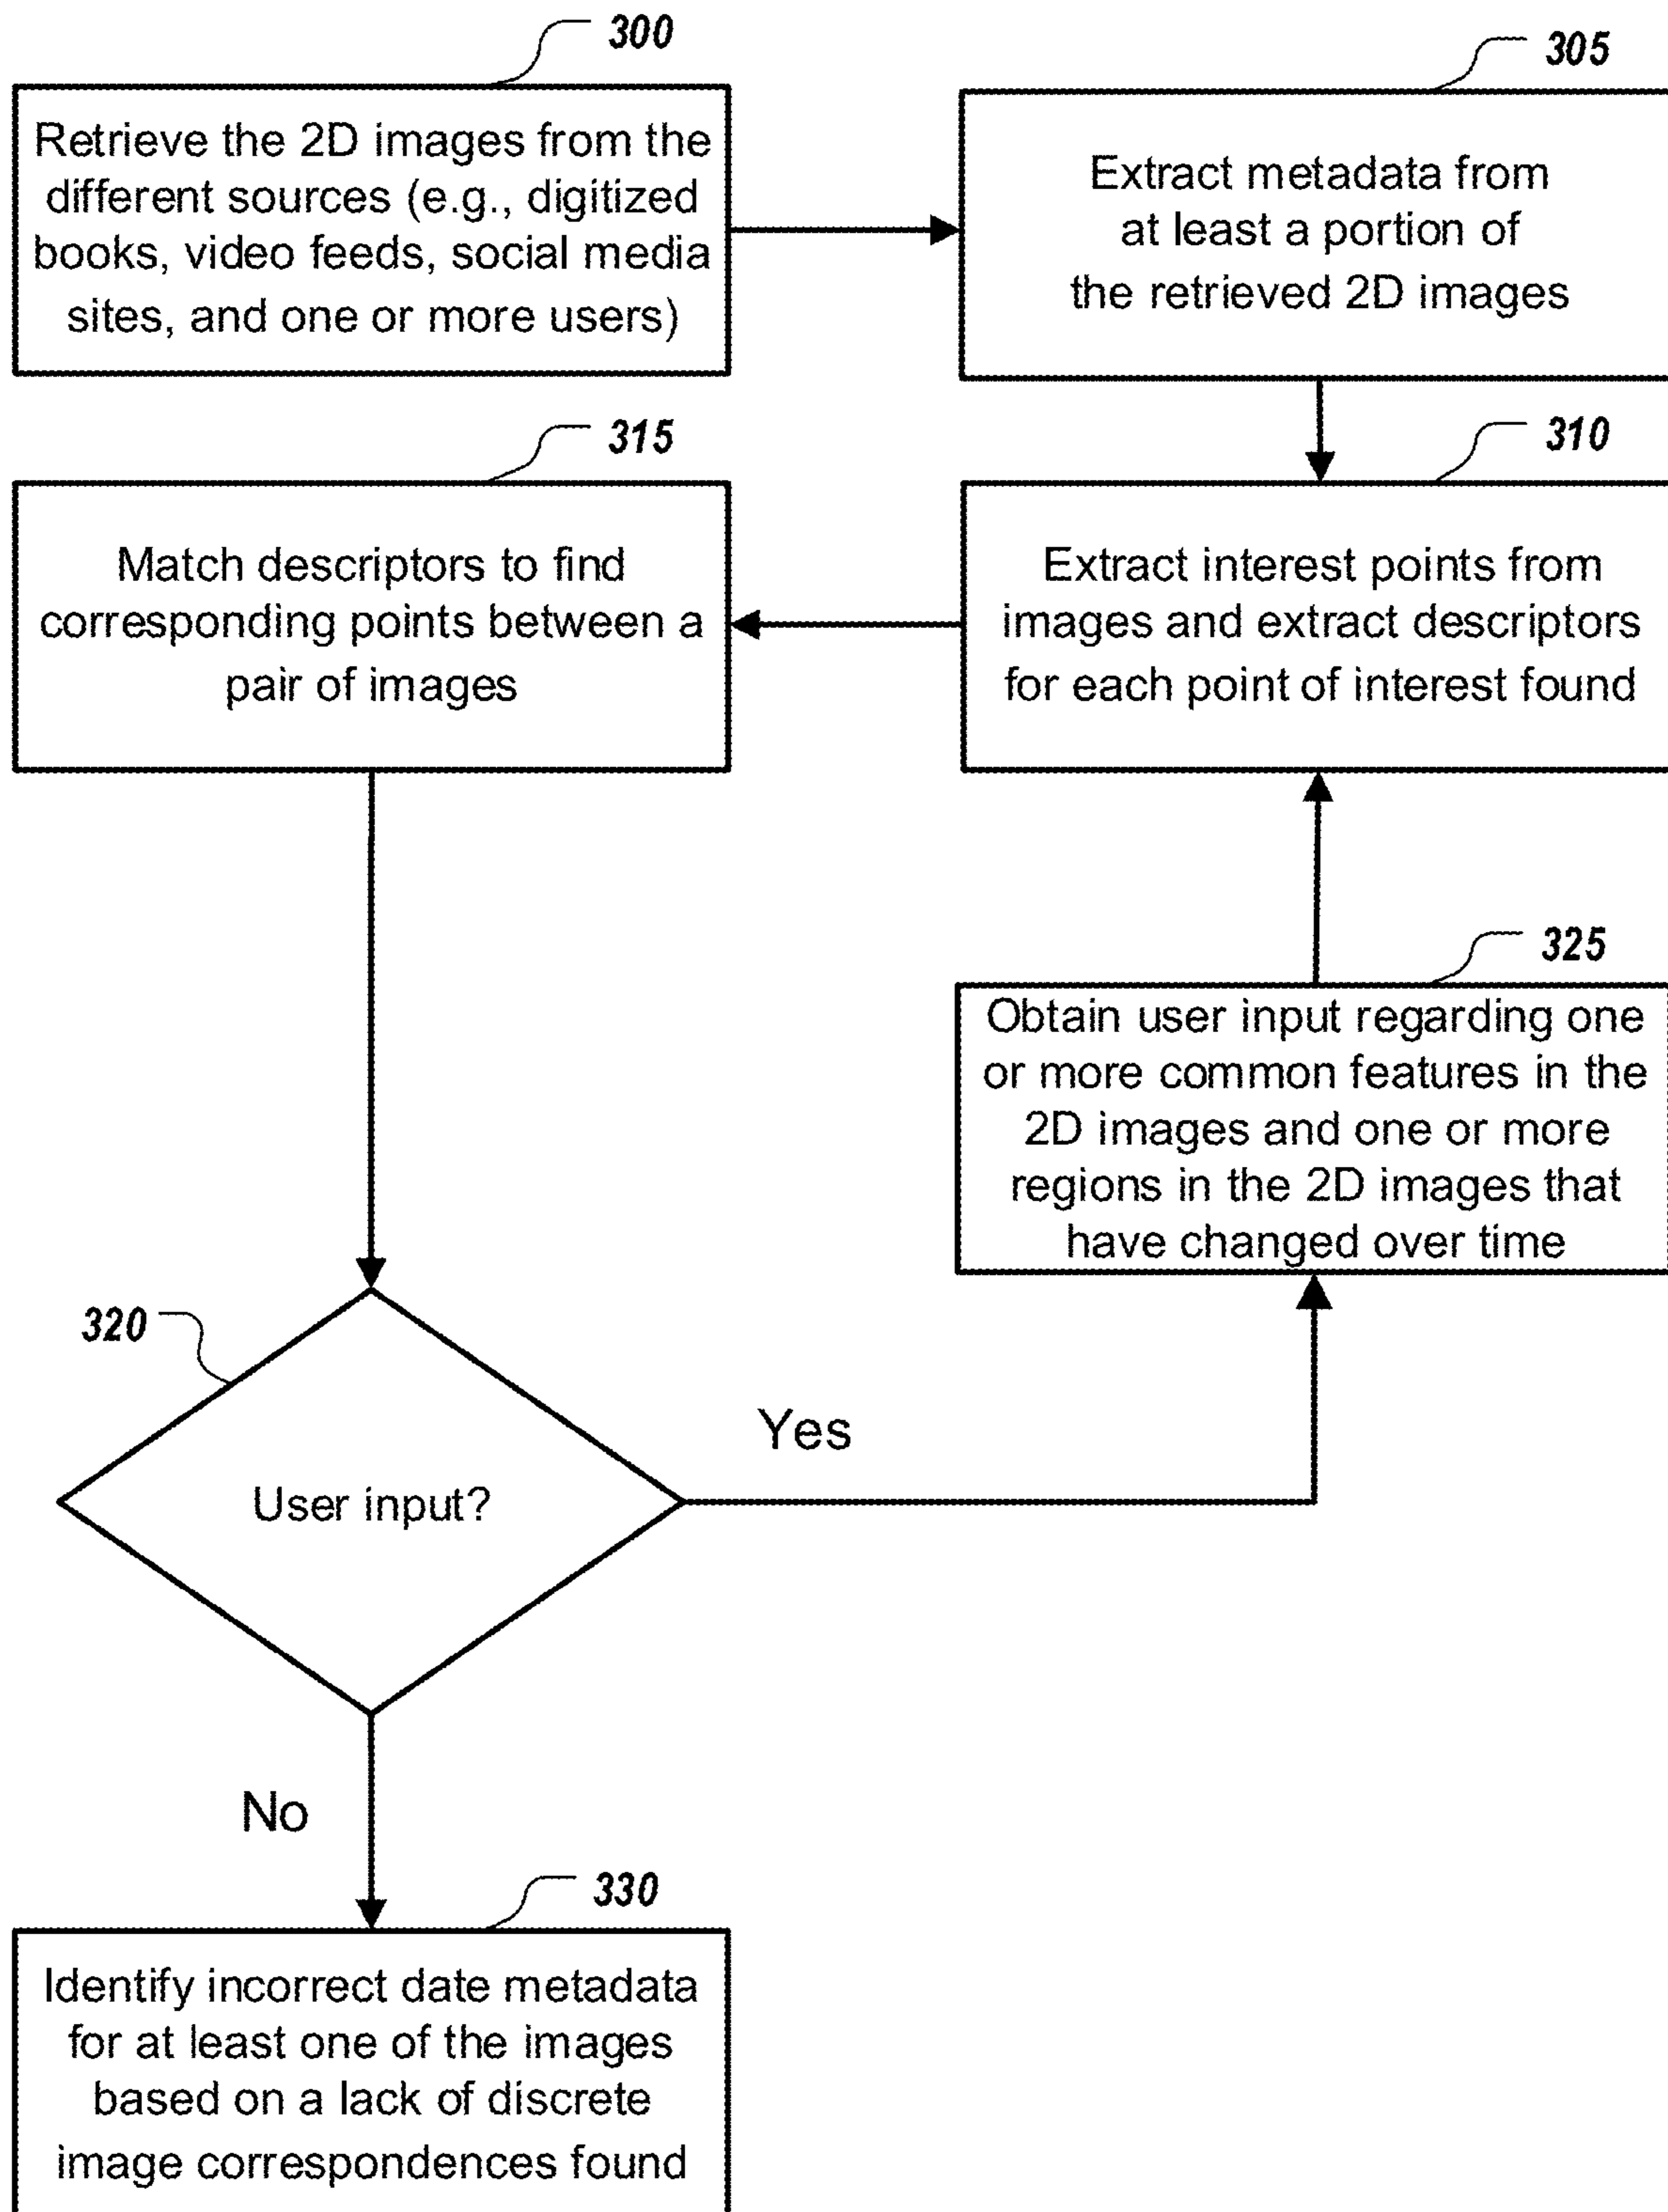 300
Retrieve the 2D images from the
different sources (e.g., digitized
books, video feeds, social media
sites, and one or more users)
305
Extract metadata from
at least a portion of
the retrieved 2D images
315
Match descriptors to find
corresponding points between a
pair of images
310
Extract interest points from
images and extract descriptors
for each point of interest found
325
Obtain user input regarding one
or more common features in the
2D images and one or more
regions in the 2D images that
have changed over time
320
User input?
Yes
No
330
Identify incorrect date metadata
for at least one of the images
based on a lack of discrete
image correspondences found